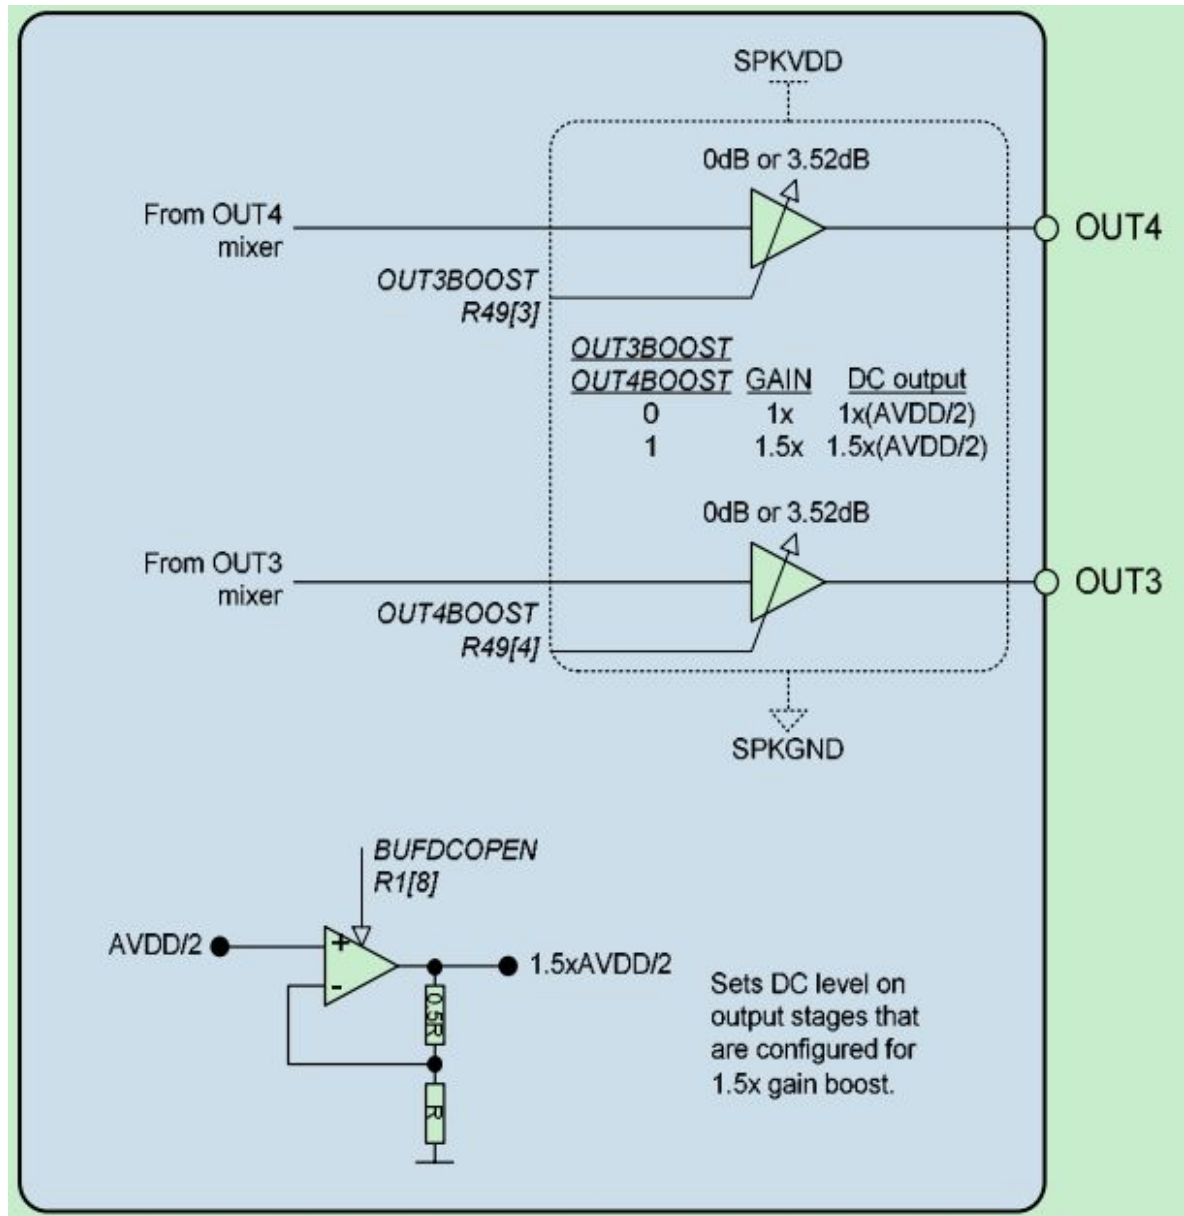 SPKVDD
0dB or 3.52dB
From OUT4
mixer
OUT4
OUT3BOOST
R49[3]
OUT3BOOST
OUT4BOOST GAIN DC output
0 1x 1x(AVDD/2)
1 1.5x 1.5x(AVDD/2)
0dB or 3.52dB
From OUT3
mixer
OUT3
OUT4BOOST
R49[4]
SPKGND
BUFDCOPEN
R1[8]
AVDD/2
+
-
1.5xAVDD/2
0.5R
R
Sets DC level on
output stages that
are configured for
1.5x gain boost.